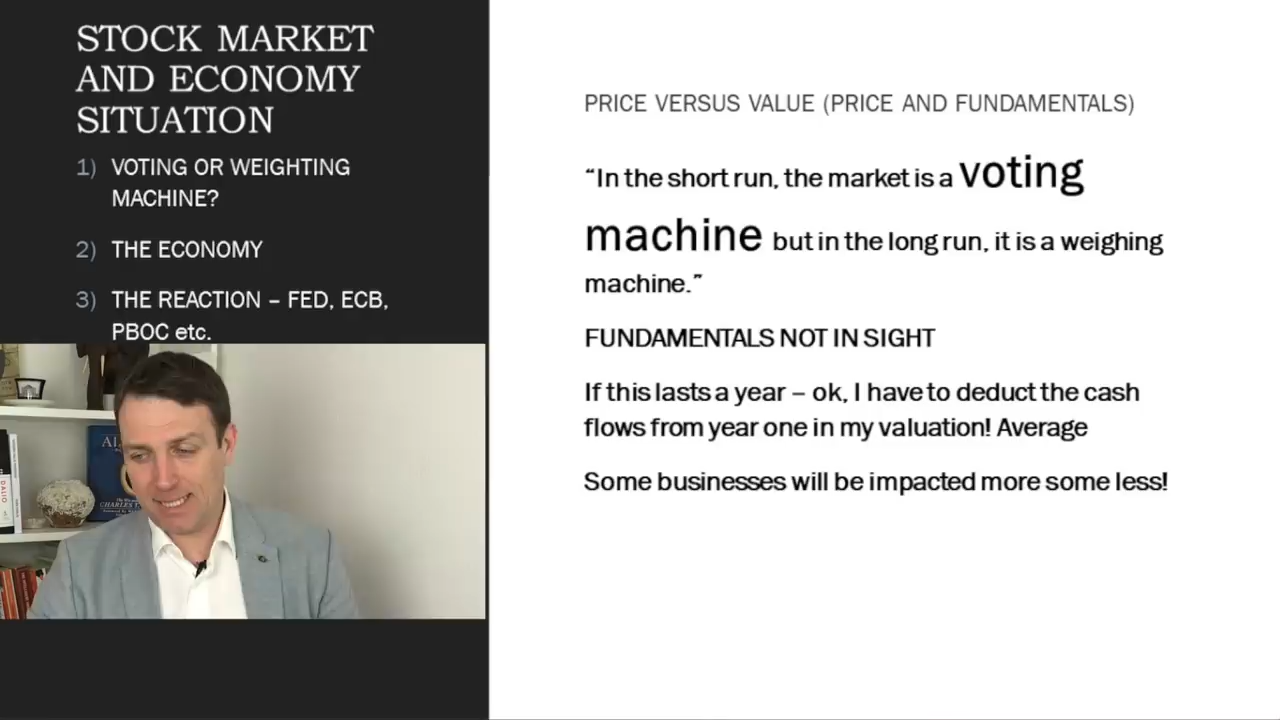 STOCK MARKET
AND ECONOMY
SITUATION
1) VOTING OR WEIGHTING
MACHINE?
2) THE ECONOMY
3) THE REACTION – FED, ECB,
PBOC etc.
PRICE VERSUS VALUE (PRICE AND FUNDAMENTALS)
“In the short run, the market is a voting
machine but in the long run, it is a weighing
machine.”
FUNDAMENTALS NOT IN SIGHT
If this lasts a year – ok, I have to deduct the cash
flows from year one in my valuation! Average
Some businesses will be impacted more some less!
DALIO
CHARLES T.